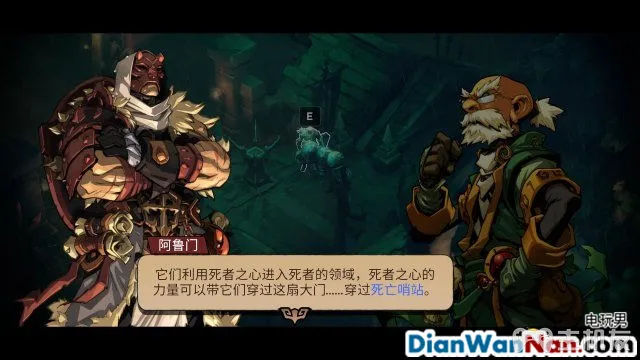 E
阿鲁门
它们利用死者之心进入死者的领域，死者之心的
力量可以带它们穿过这扇大门......穿过死亡哨站。
电玩男
DianWanNan.com